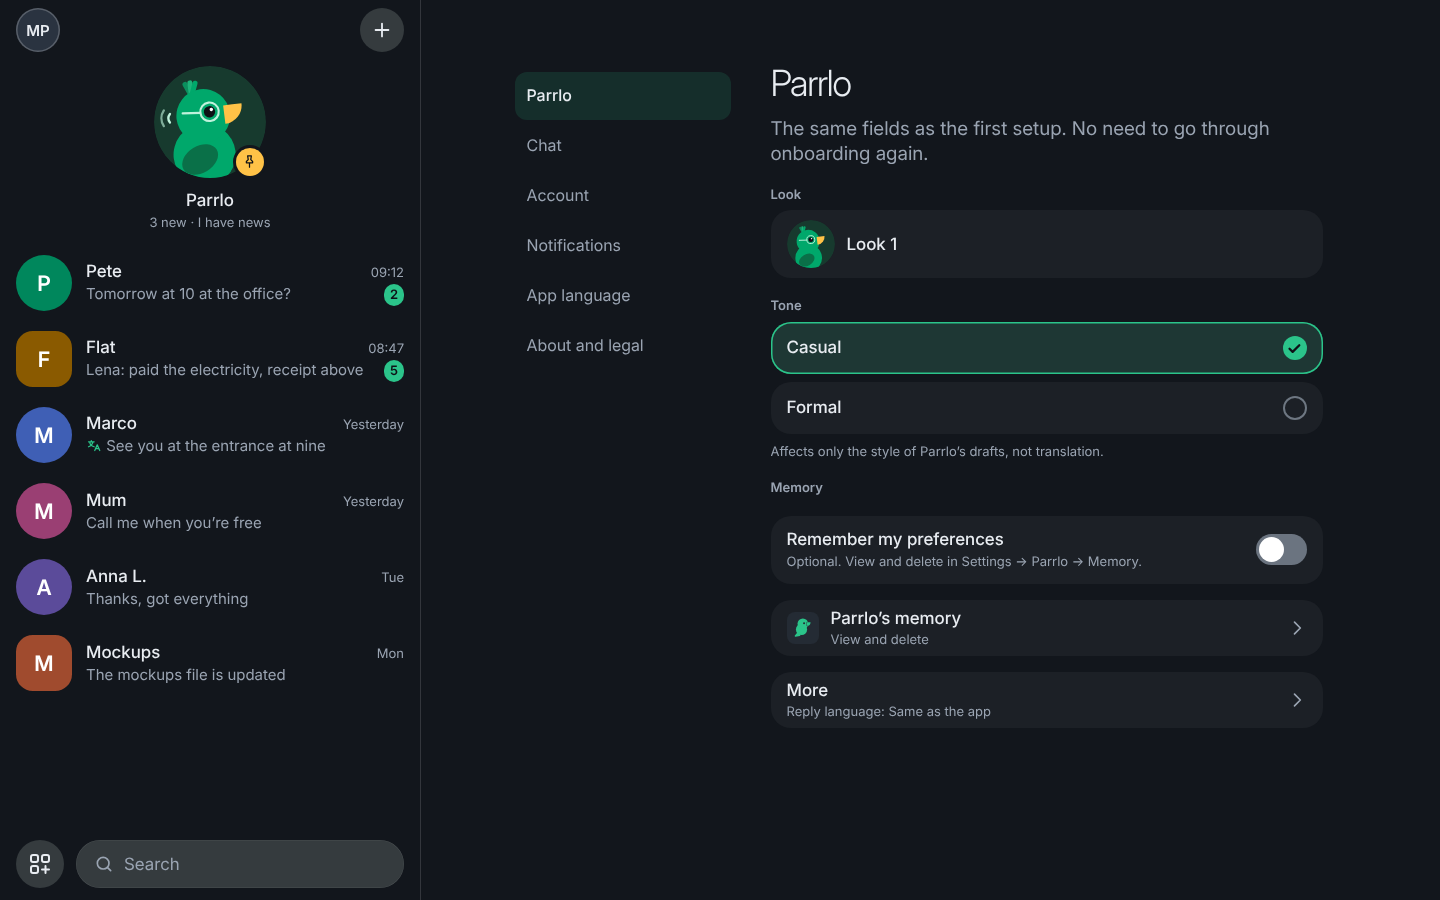 MP
Parrlo
3 new · I have news
Pete
09:12
Tomorrow at 10 at the office?
2
F
Flat
08:47
Lena: paid the electricity, receipt above
5
P
M
Marco
Yesterday
See you at the entrance at nine
M
Mum
Yesterday
Call me when you’re free
A
Anna L.
Tue
Thanks, got everything
M
Mockups
Mon
The mockups file is updated
Search
Parrlo
Chat
Account
Notifications
App language
About and legal
Parrlo
The same fields as the first setup. No need to go through
onboarding again.
Look
Look 1
Tone
Casual
Formal
Affects only the style of Parrlo’s drafts, not translation.
Memory
Remember my preferences
Optional. View and delete in Settings → Parrlo → Memory.
Parrlo’s memory
View and delete
More
Reply language: Same as the app